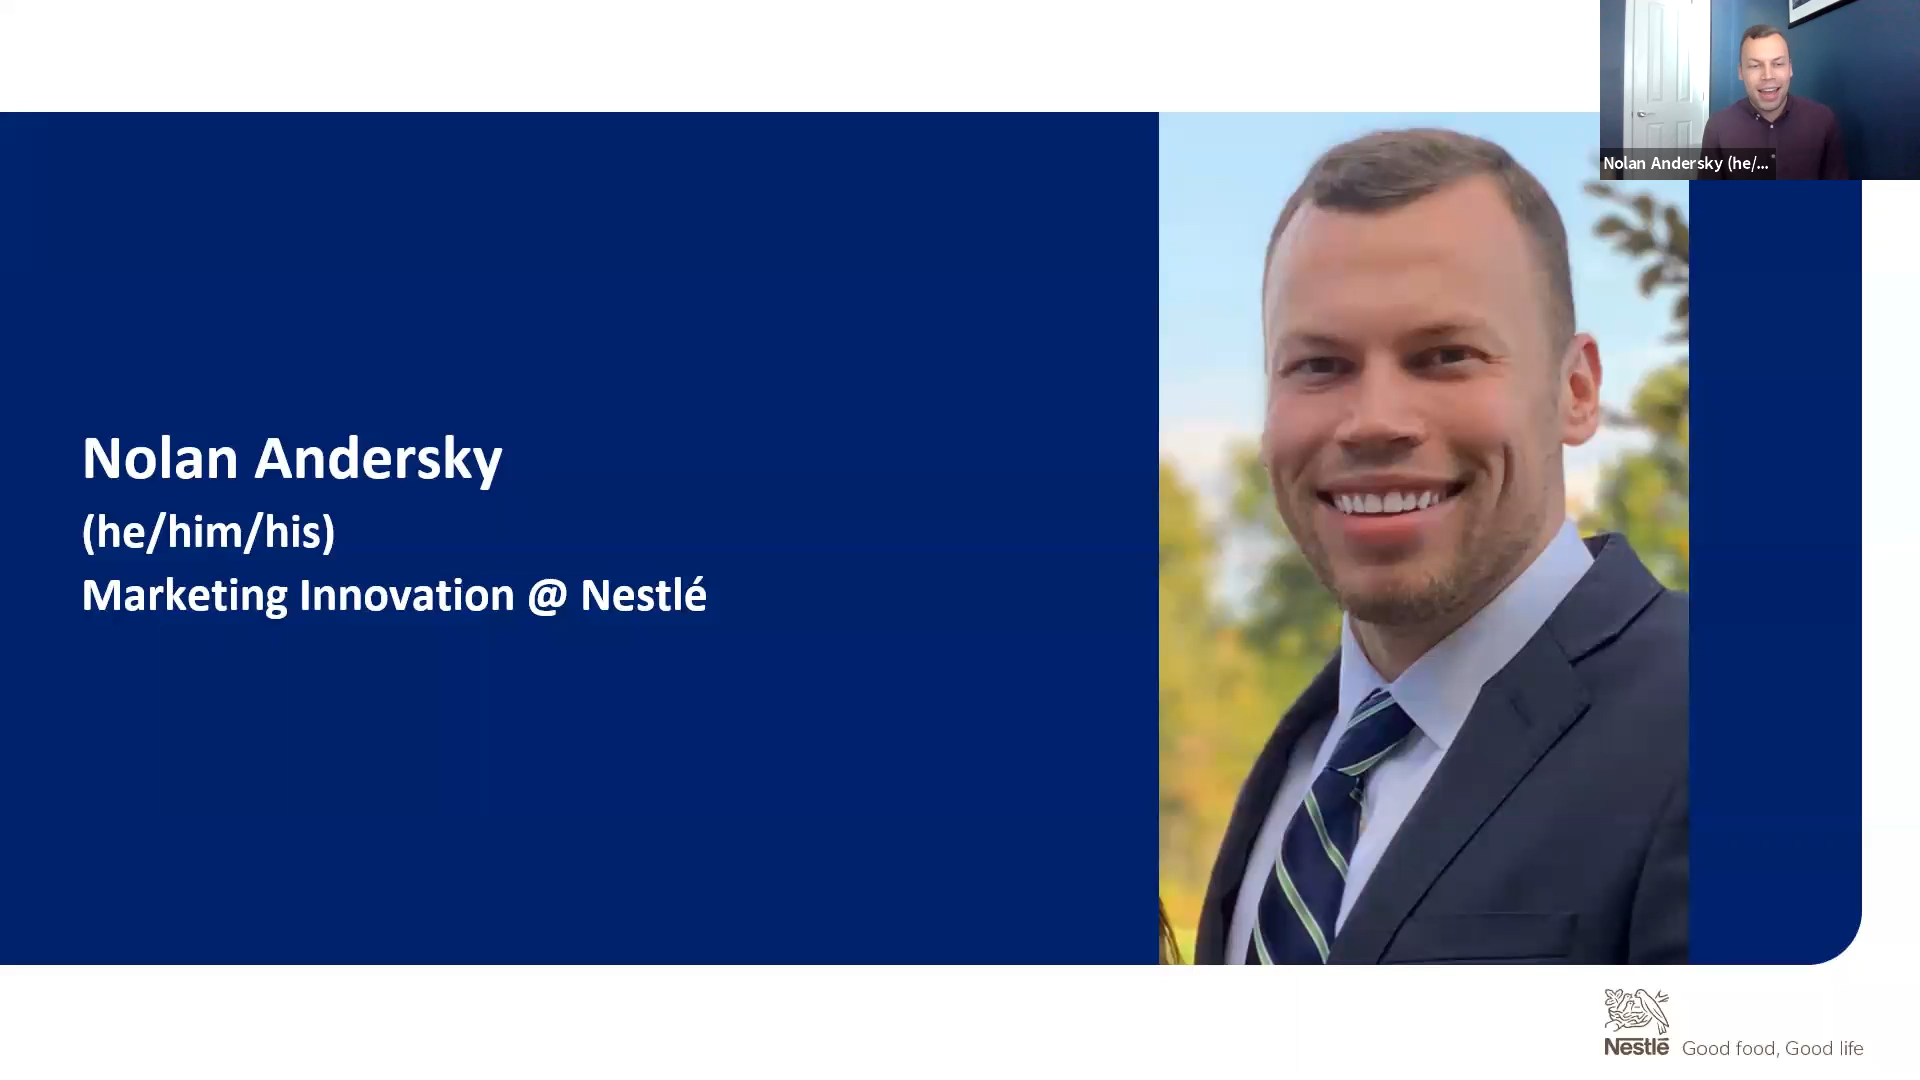 Nolan Andersky (he/...
Nolan Andersky
(he/him/his)
Marketing Innovation @ Nestlé
Nestlé
Good food, Good life